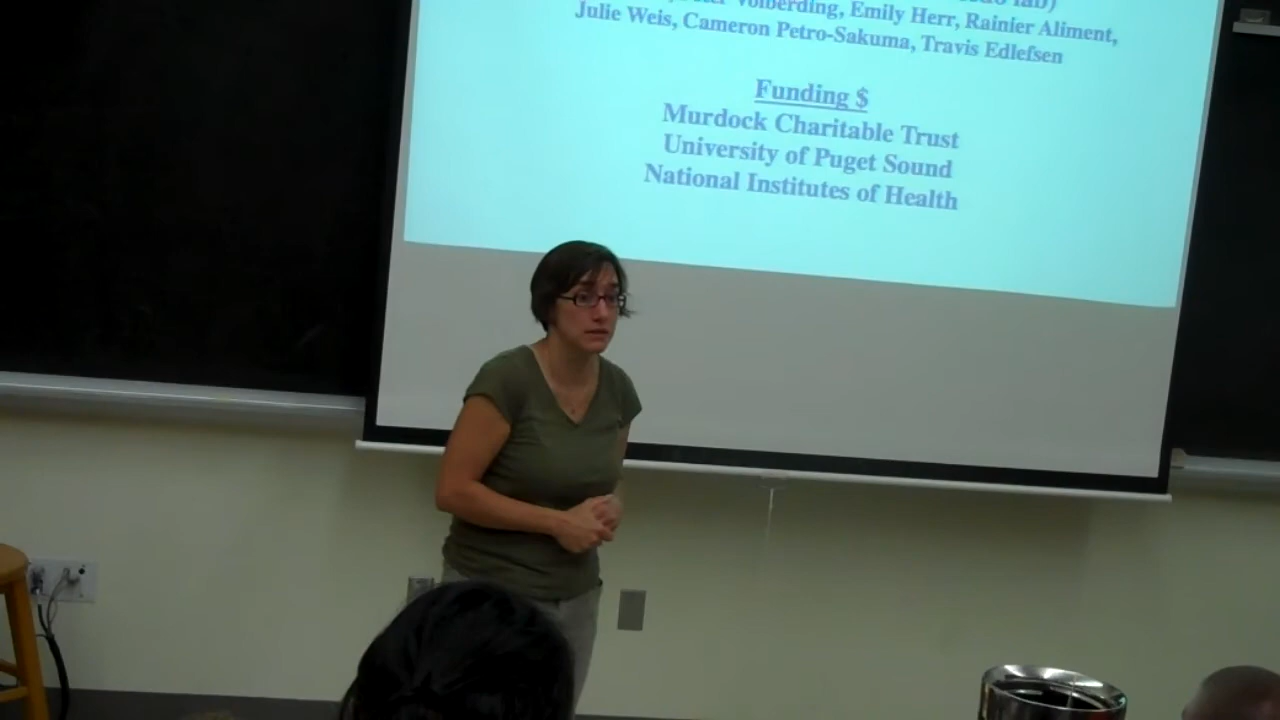 Volberding, Emily Herr, Rainier Aliment,
Julie Weis, Cameron Petro-Sakuma, Travis Edlefsen
Funding $
Murdock Charitable Trust
University of Puget Sound
National Institutes of Health